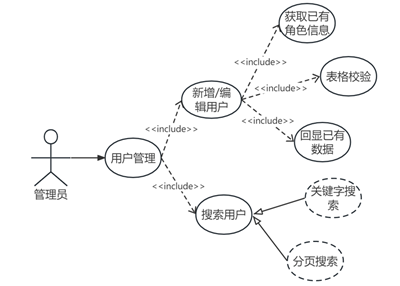 获取已有
角色信息
<<include>>
新增/编
辑用户
<<include>>
表格校验
<<include>>
<<include>>
回显已有
数据
用户管理
管理员
<<include>>
搜索用户
关键字搜
索
分页搜索